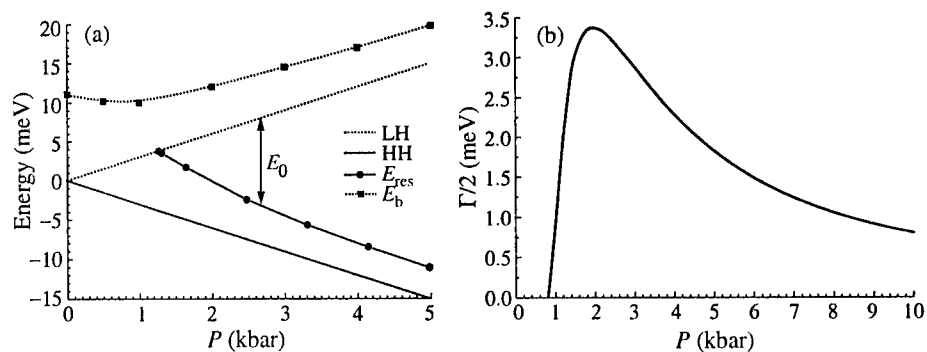 (a)
Energy (meV)
20
15
10
5
0
−5
−10
−15
E₀
LH
HH
E_res
E_b
0 1 2 3 4 5
P (kbar)
(b)
Γ/2 (meV)
3.5
3.0
2.5
2.0
1.5
1.0
0.5
0.0
0 1 2 3 4 5 6 7 8 9 10
P (kbar)